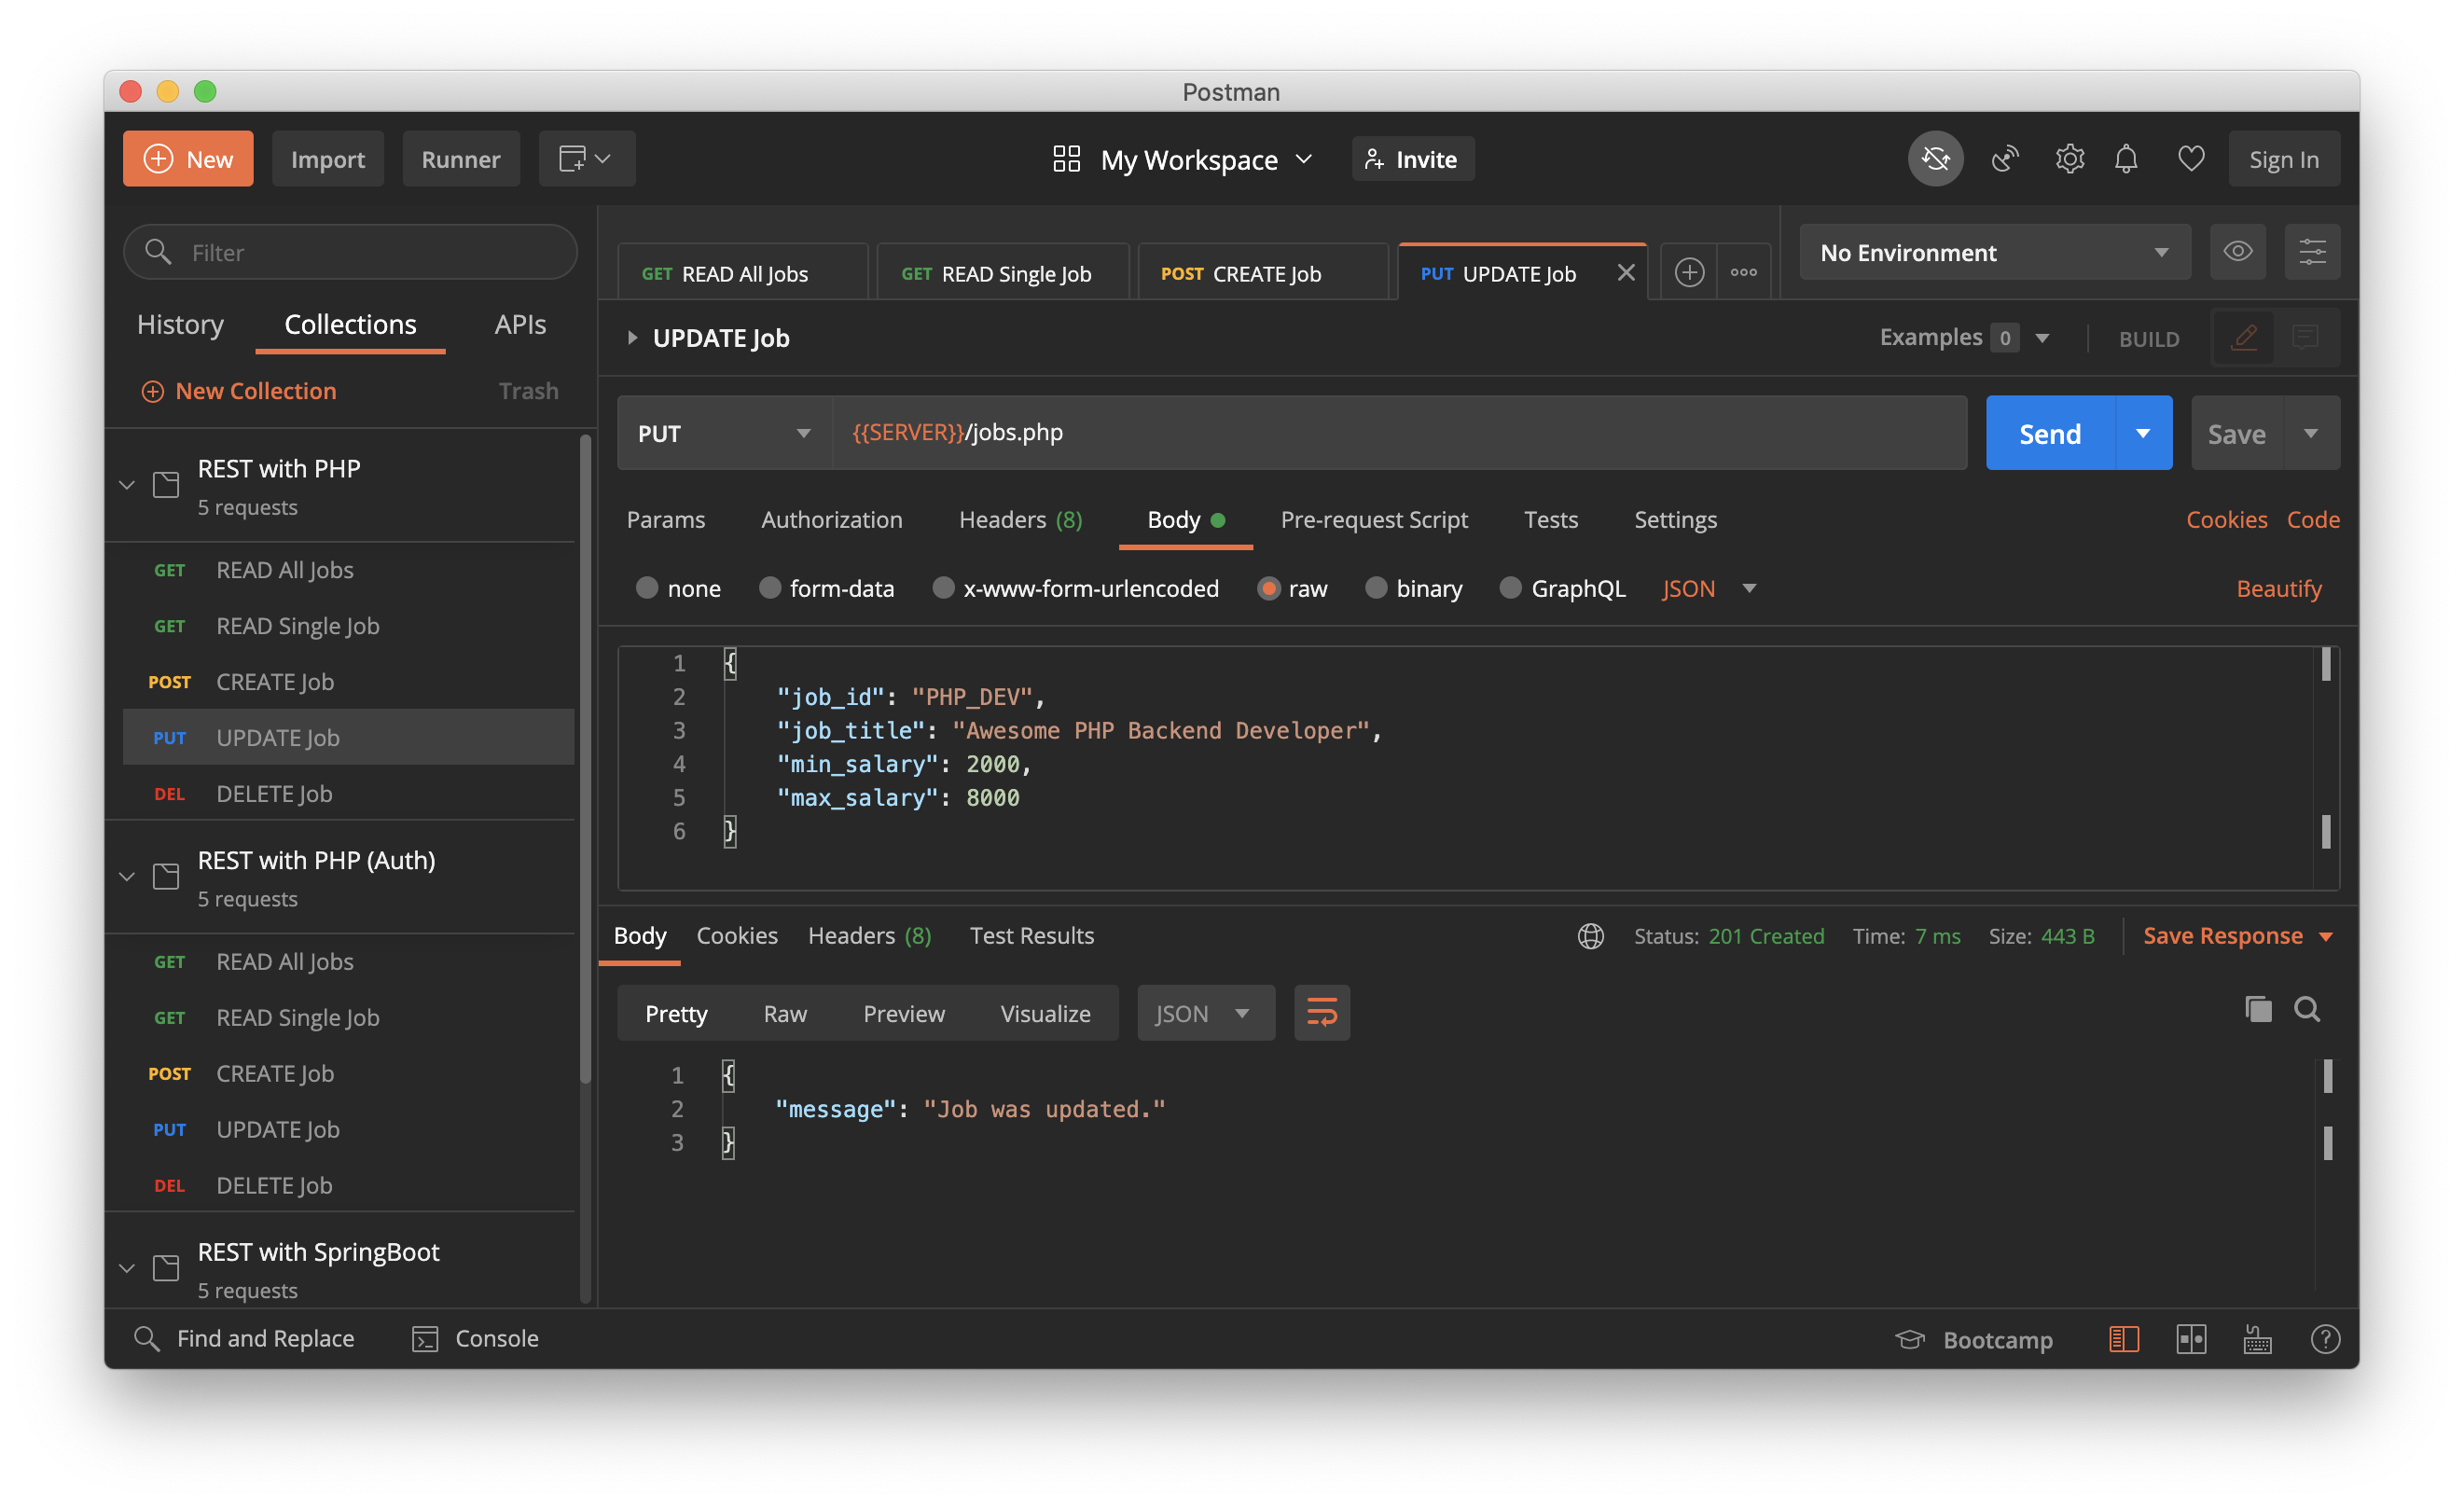 Postman
New
Import
Runner
My Workspace
Invite
Sign In
Filter
History
Collections
APIs
New Collection
Trash
REST with PHP
5 requests
GET READ All Jobs
GET READ Single Job
POST CREATE Job
PUT UPDATE Job
DEL DELETE Job
REST with PHP (Auth)
5 requests
GET READ All Jobs
GET READ Single Job
POST CREATE Job
PUT UPDATE Job
DEL DELETE Job
REST with SpringBoot
5 requests
GET READ All Jobs
GET READ Single Job
POST CREATE Job
PUT UPDATE Job
No Environment
UPDATE Job
Examples 0
BUILD
PUT
{{SERVER}}/jobs.php
Send
Save
Params
Authorization
Headers (8)
Body
Pre-request Script
Tests
Settings
Cookies
Code
none
form-data
x-www-form-urlencoded
raw
binary
GraphQL
JSON
Beautify
1 {
2 "job_id": "PHP_DEV",
3 "job_title": "Awesome PHP Backend Developer",
4 "min_salary": 2000,
5 "max_salary": 8000
6 }
Body
Cookies
Headers (8)
Test Results
Status: 201 Created
Time: 7 ms
Size: 443 B
Save Response
Pretty
Raw
Preview
Visualize
JSON
1 {
2 "message": "Job was updated."
3 }
Find and Replace
Console
Bootcamp